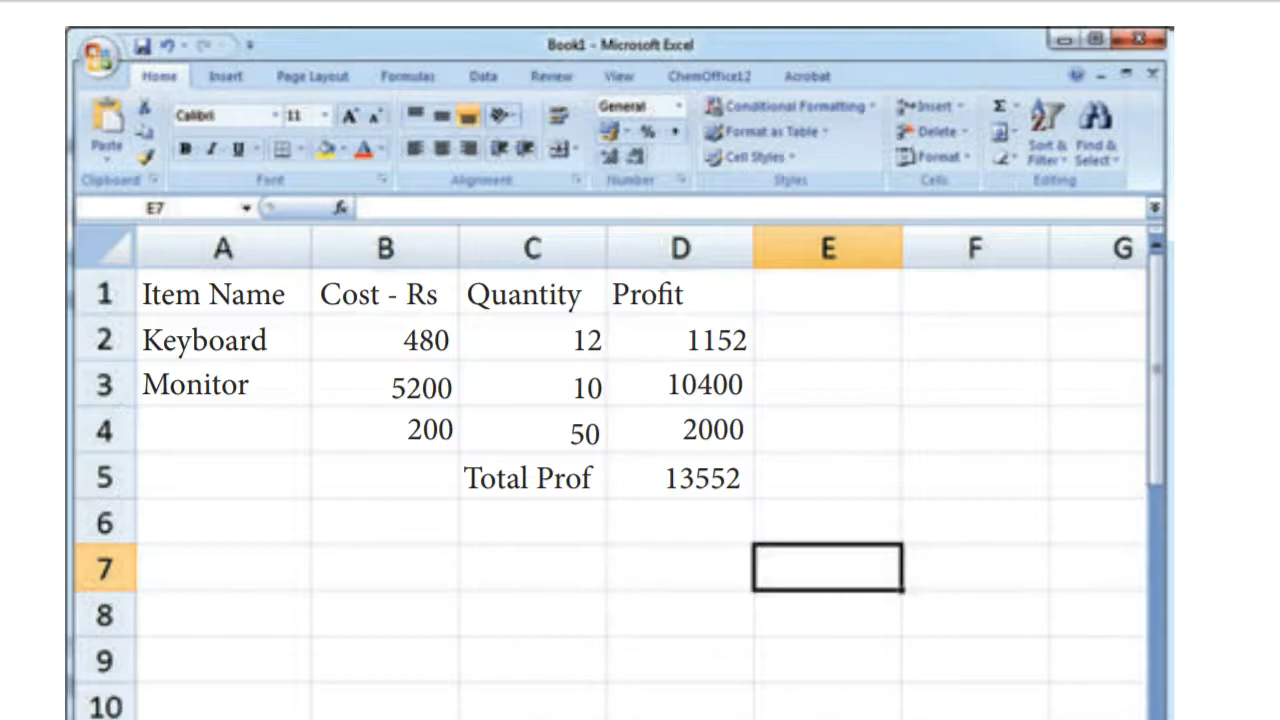 Book1 - Microsoft Excel
Home Insert Page Layout Formulas Data Review View ChemOffice12 Acrobat
Calibri 11 A A General Conditional Formatting Insert Σ
Paste % Format as Table Delete
B I U A Cell Styles Format Sort & Filter Find & Select
Clipboard Font Alignment Number Styles Cells Editing
E7 fx
A B C D E F G
1 Item Name Cost - Rs Quantity Profit
2 Keyboard 480 12 1152
3 Monitor 5200 10 10400
4 200 50 2000
5 Total Prof 13552
6
7
8
9
10